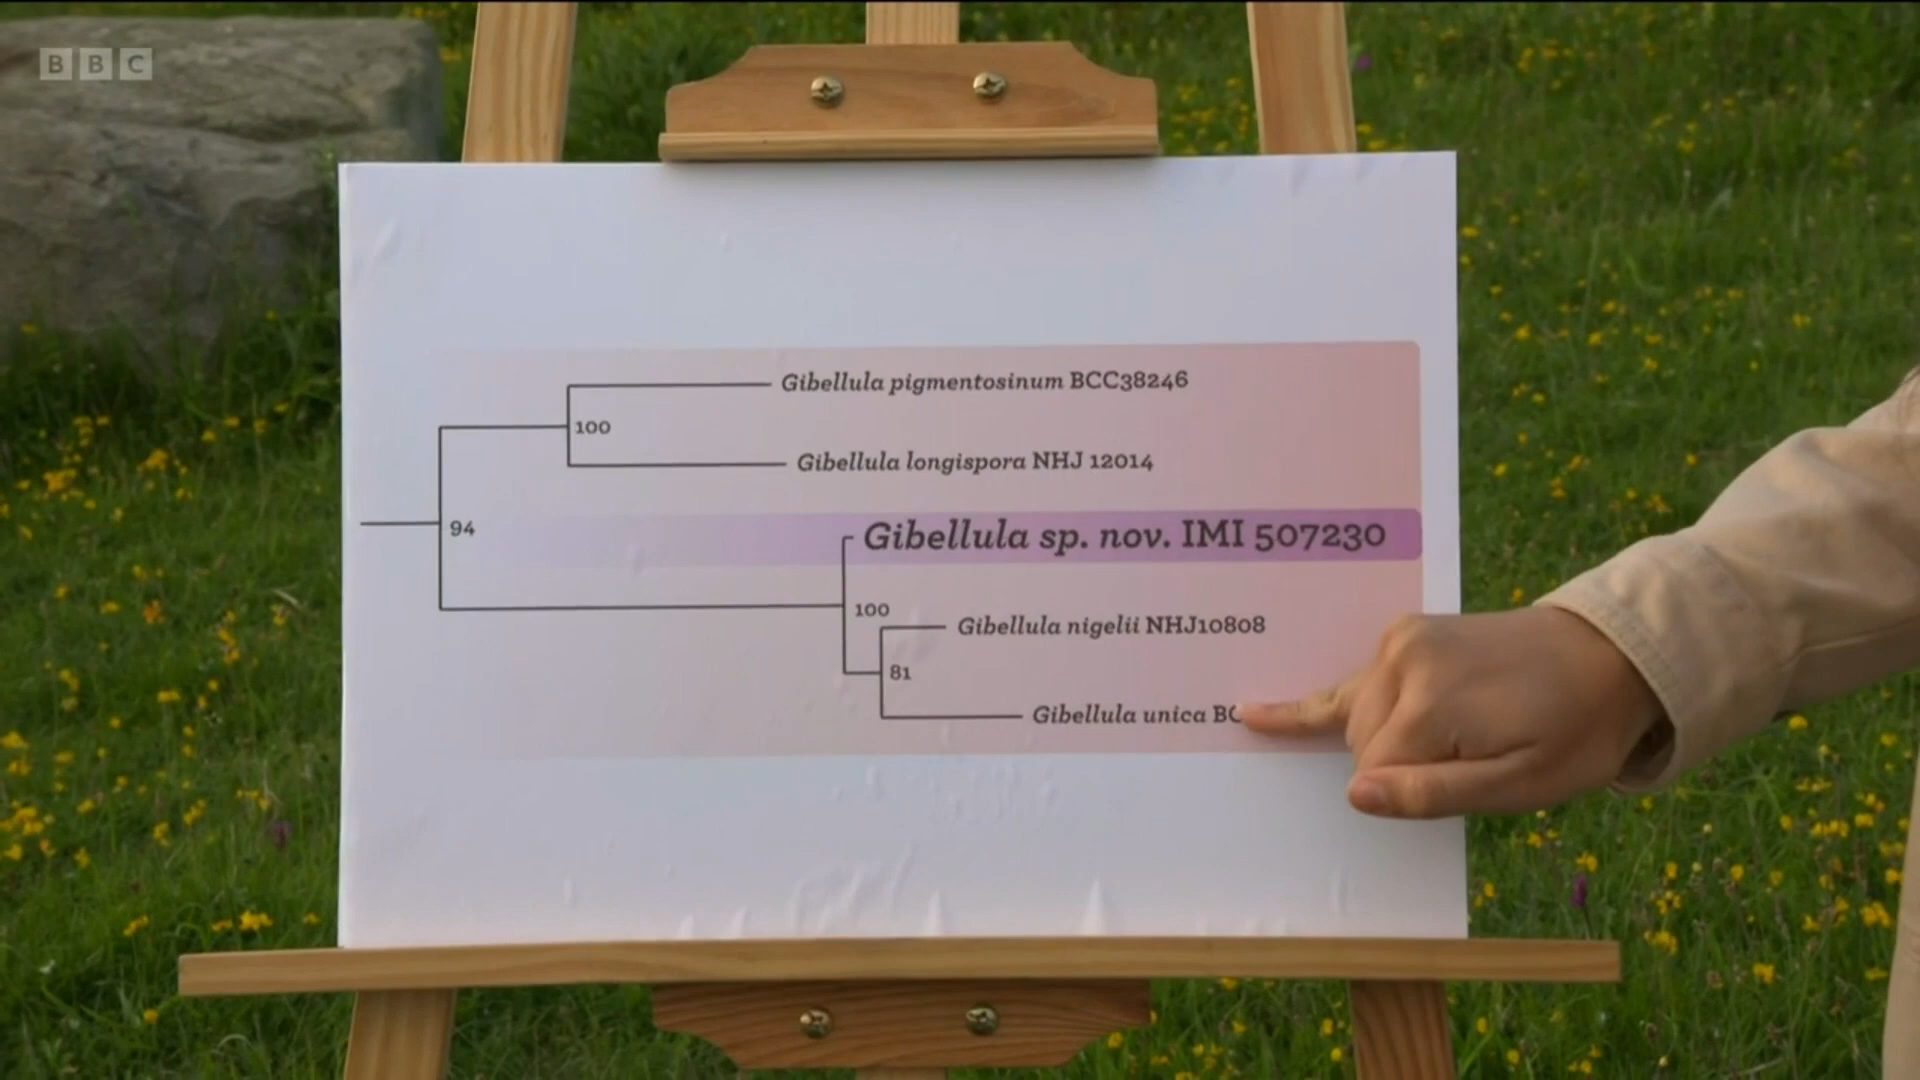 BBC
Gibellula pigmentosinum BCC38246
100
Gibellula longispora NHJ 12014
94
Gibellula sp. nov. IMI 507230
100
Gibellula nigelii NHJ10808
81
Gibellula unica